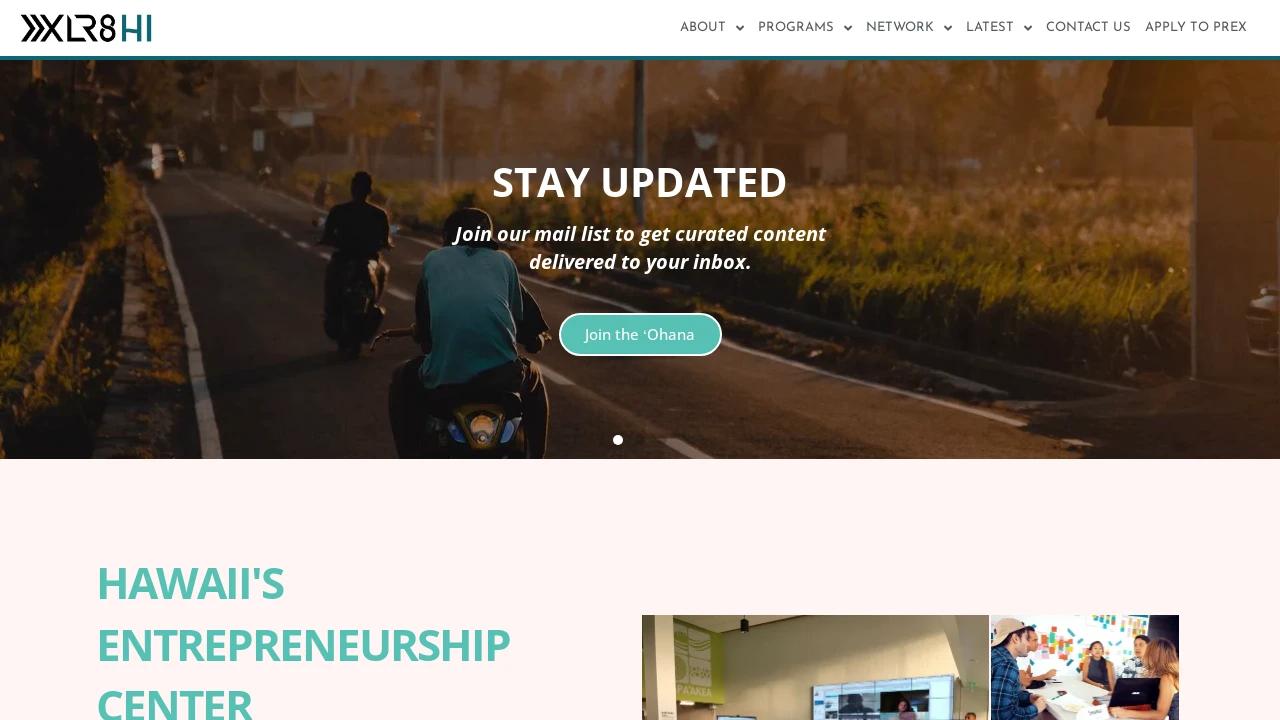 XLR8HI
ABOUT PROGRAMS NETWORK LATEST CONTACT US APPLY TO PREX
STAY UPDATED
Join our mail list to get curated content
delivered to your inbox.
Join the ʻOhana
HAWAII'S
ENTREPRENEURSHIP
CENTER
PA'AKEA